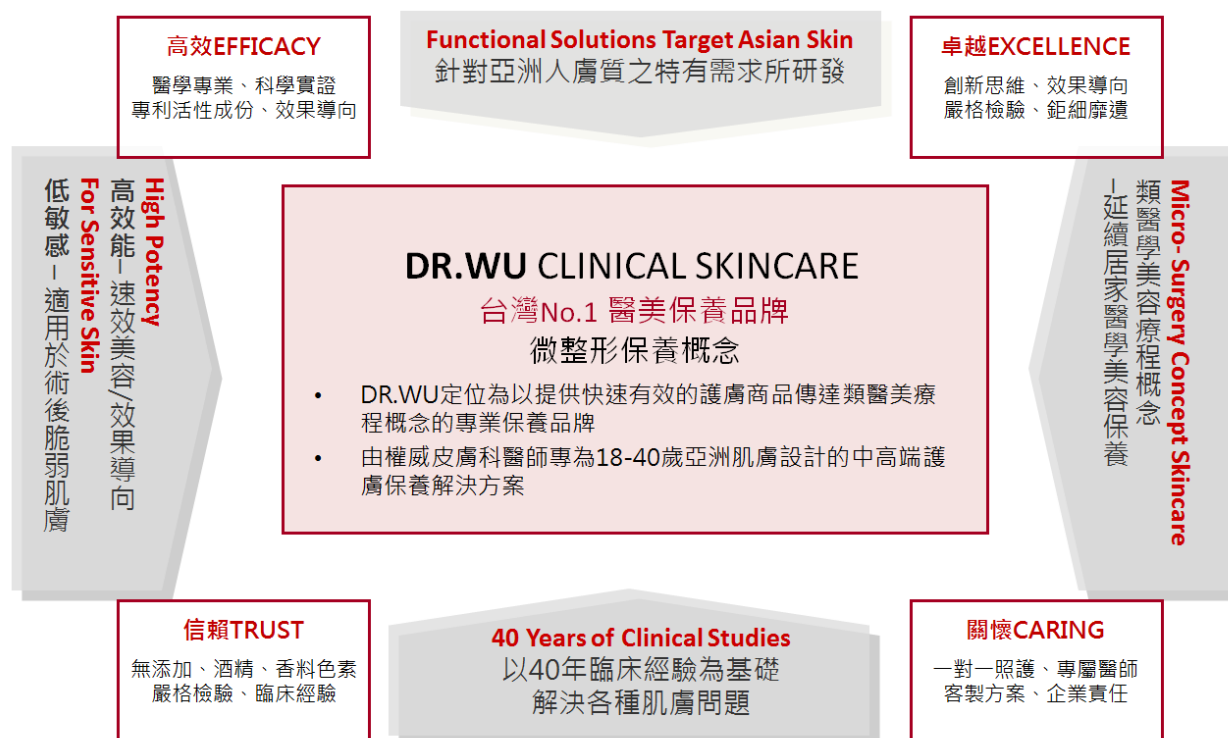 高效EFFICACY
醫學專業、科學實證
專利活性成份、效果導向
Functional Solutions Target Asian Skin
針對亞洲人膚質之特有需求所研發
卓越EXCELLENCE
創新思維、效果導向
嚴格檢驗、鉅細靡遺
High Potency
高效能–速效美容/效果導向
For Sensitive Skin
低敏感–適用於術後脆弱肌膚
DR.WU CLINICAL SKINCARE
台灣No.1 醫美保養品牌
微整形保養概念
• DR.WU定位為以提供快速有效的護膚商品傳達類醫美療
程概念的專業保養品牌
• 由權威皮膚科醫師專為18-40歲亞洲肌膚設計的中高端護
膚保養解決方案
Micro- Surgery Concept Skincare
類醫學美容療程概念
–延續居家醫學美容保養
信賴TRUST
無添加、酒精、香料色素
嚴格檢驗、臨床經驗
40 Years of Clinical Studies
以40年臨床經驗為基礎
解決各種肌膚問題
關懷CARING
一對一照護、專屬醫師
客製方案、企業責任